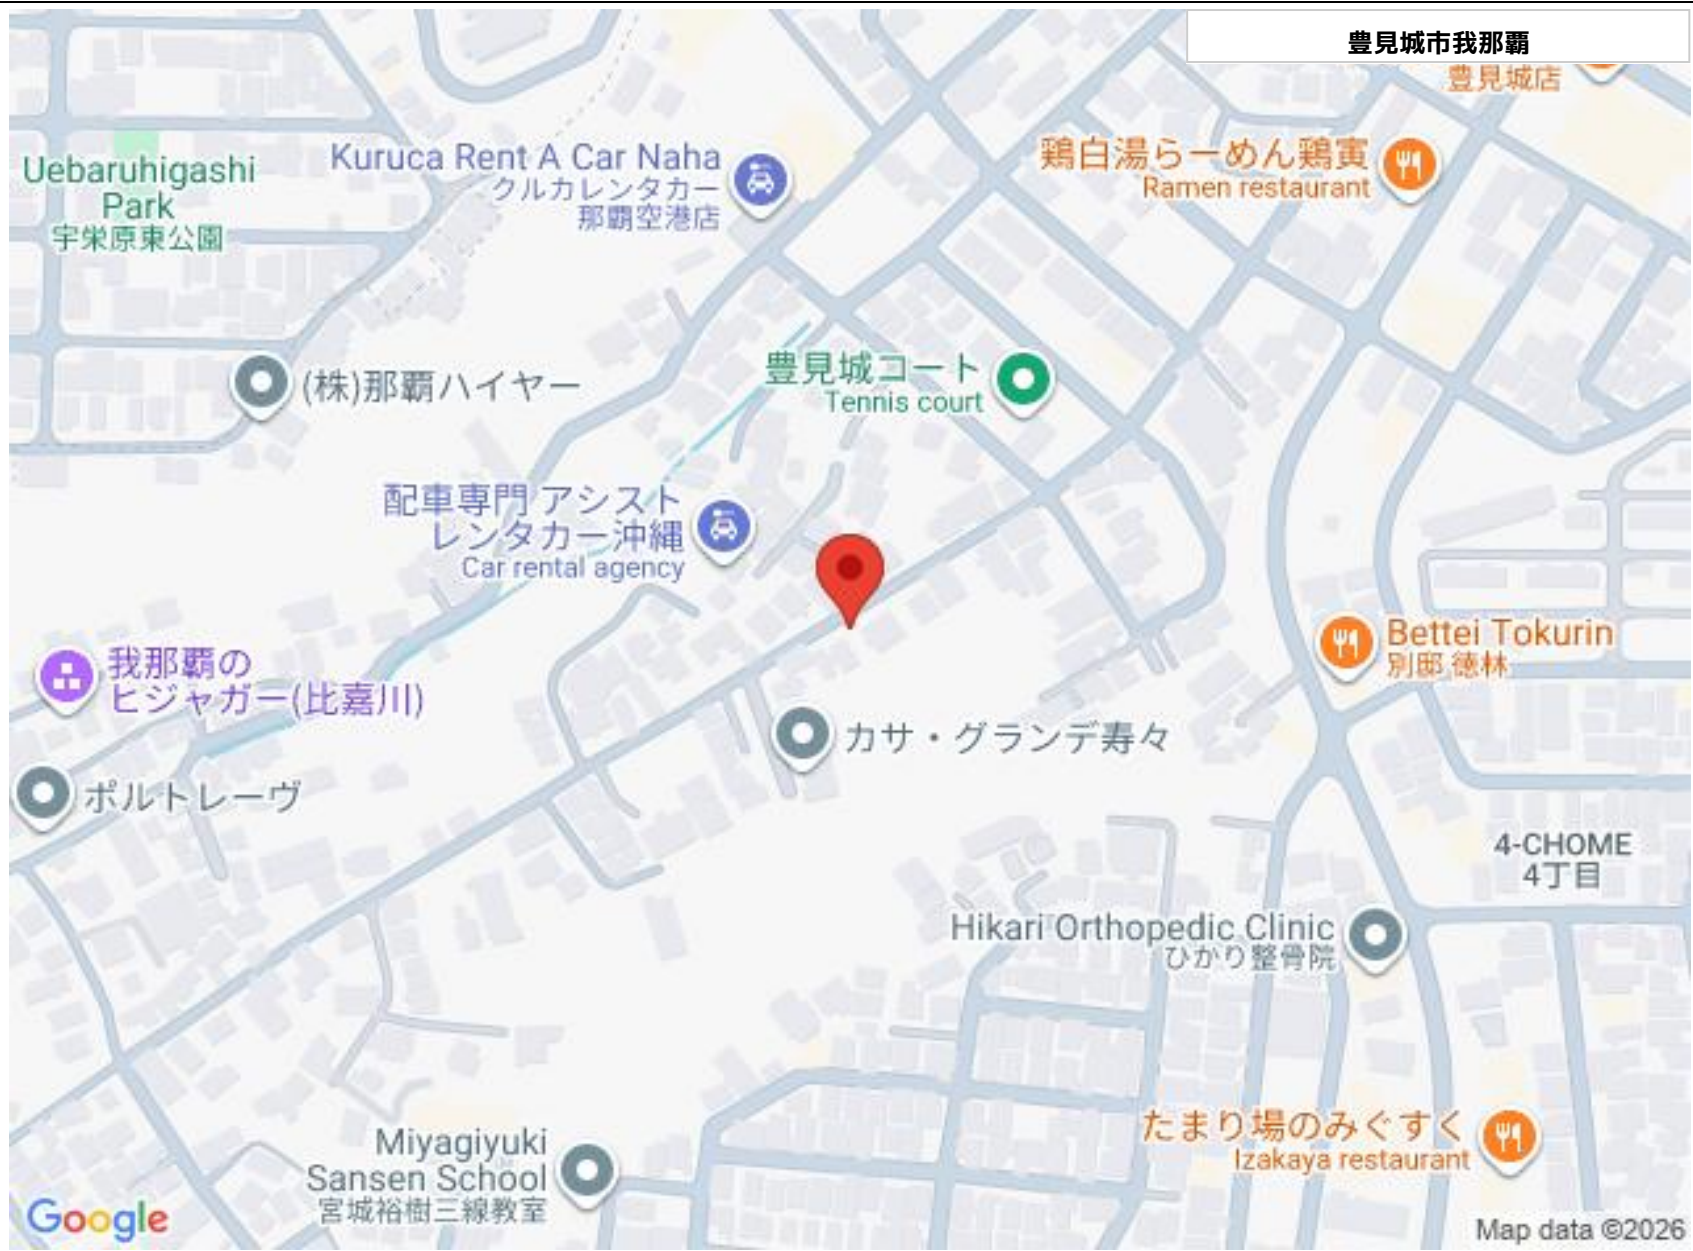 豊見城市我那覇
豊見城店
Uebaruhigashi
Park
宇栄原東公園
Kuruca Rent A Car Naha
クルカレンタカー
那覇空港店
鶏白湯らーめん鶏寅
Ramen restaurant
(株)那覇ハイヤー
豊見城コート
Tennis court
配車専門 アシスト
レンタカー沖縄
Car rental agency
我那覇の
ヒジャガー(比嘉川)
Bettei Tokurin
別邸 徳林
カサ・グランデ寿々
ポルトレーヴ
4-CHOME
4丁目
Hikari Orthopedic Clinic
ひかり整骨院
たまり場のみぐすく
Izakaya restaurant
Miyagiyuki
Sansen School
宮城裕樹三線教室
Google
Map data ©2026